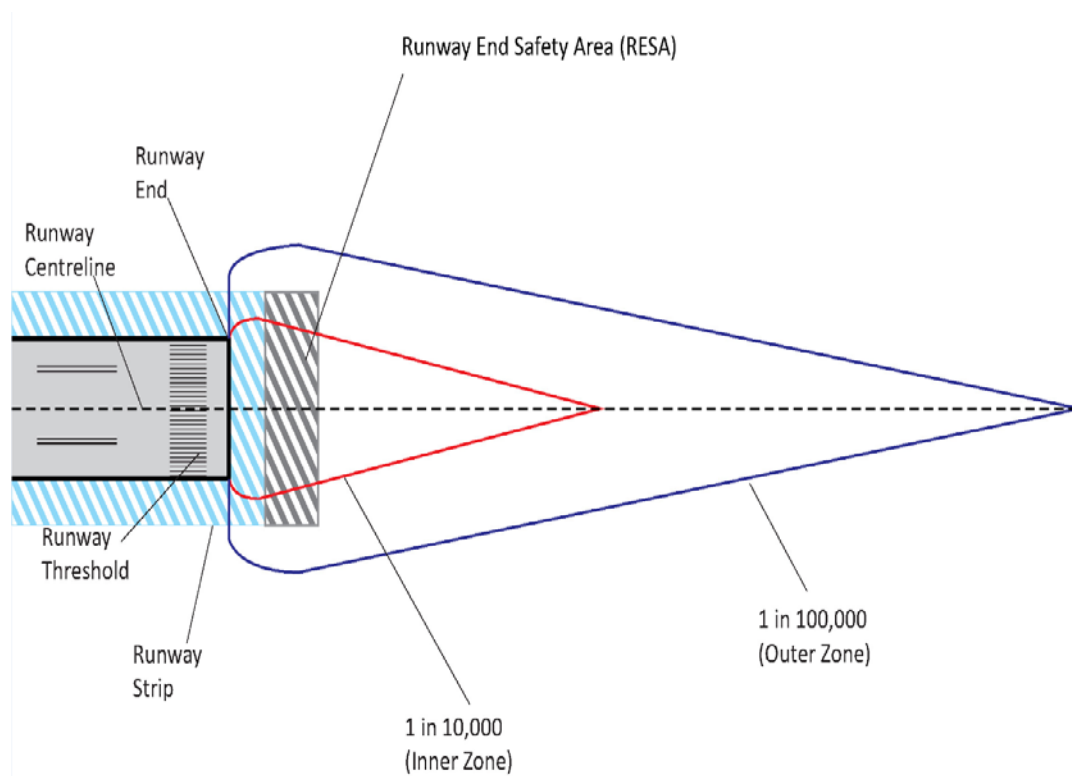 Runway End Safety Area (RESA)
Runway
End
Runway
Centreline
Runway
Threshold
Runway
Strip
1 in 100,000
(Outer Zone)
1 in 10,000
(Inner Zone)